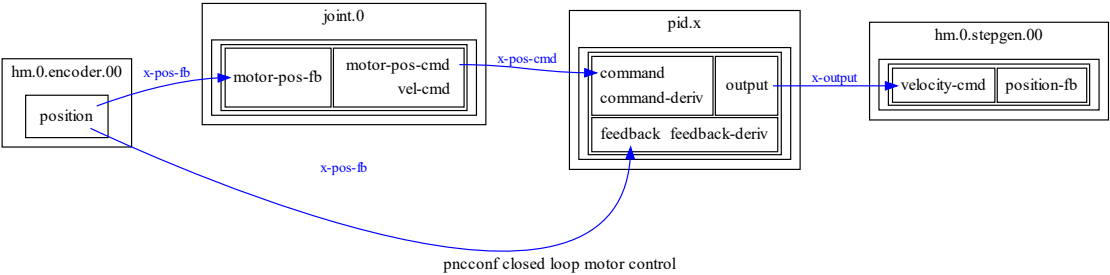 hm.0.encoder.00
position
x-pos-fb
x-pos-fb
joint.0
motor-pos-fb
motor-pos-cmd
vel-cmd
x-pos-cmd
pid.x
command
command-deriv
output
feedback feedback-deriv
x-output
hm.0.stepgen.00
velocity-cmd
position-fb
pncconf closed loop motor control